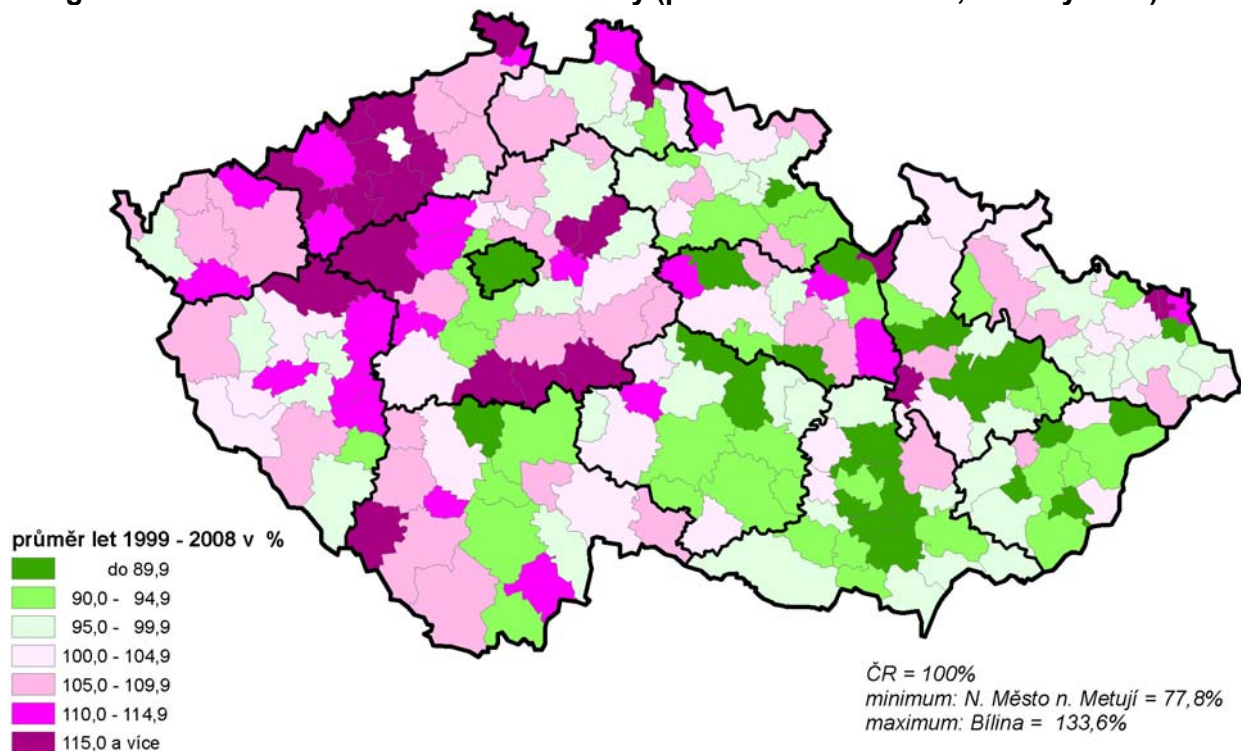 průměr let 1999 - 2008 v %
do 89,9
90,0 - 94,9
95,0 - 99,9
100,0 - 104,9
105,0 - 109,9
110,0 - 114,9
115,0 a více
ČR = 100%
minimum: N. Město n. Metují = 77,8%
maximum: Bílina = 133,6%